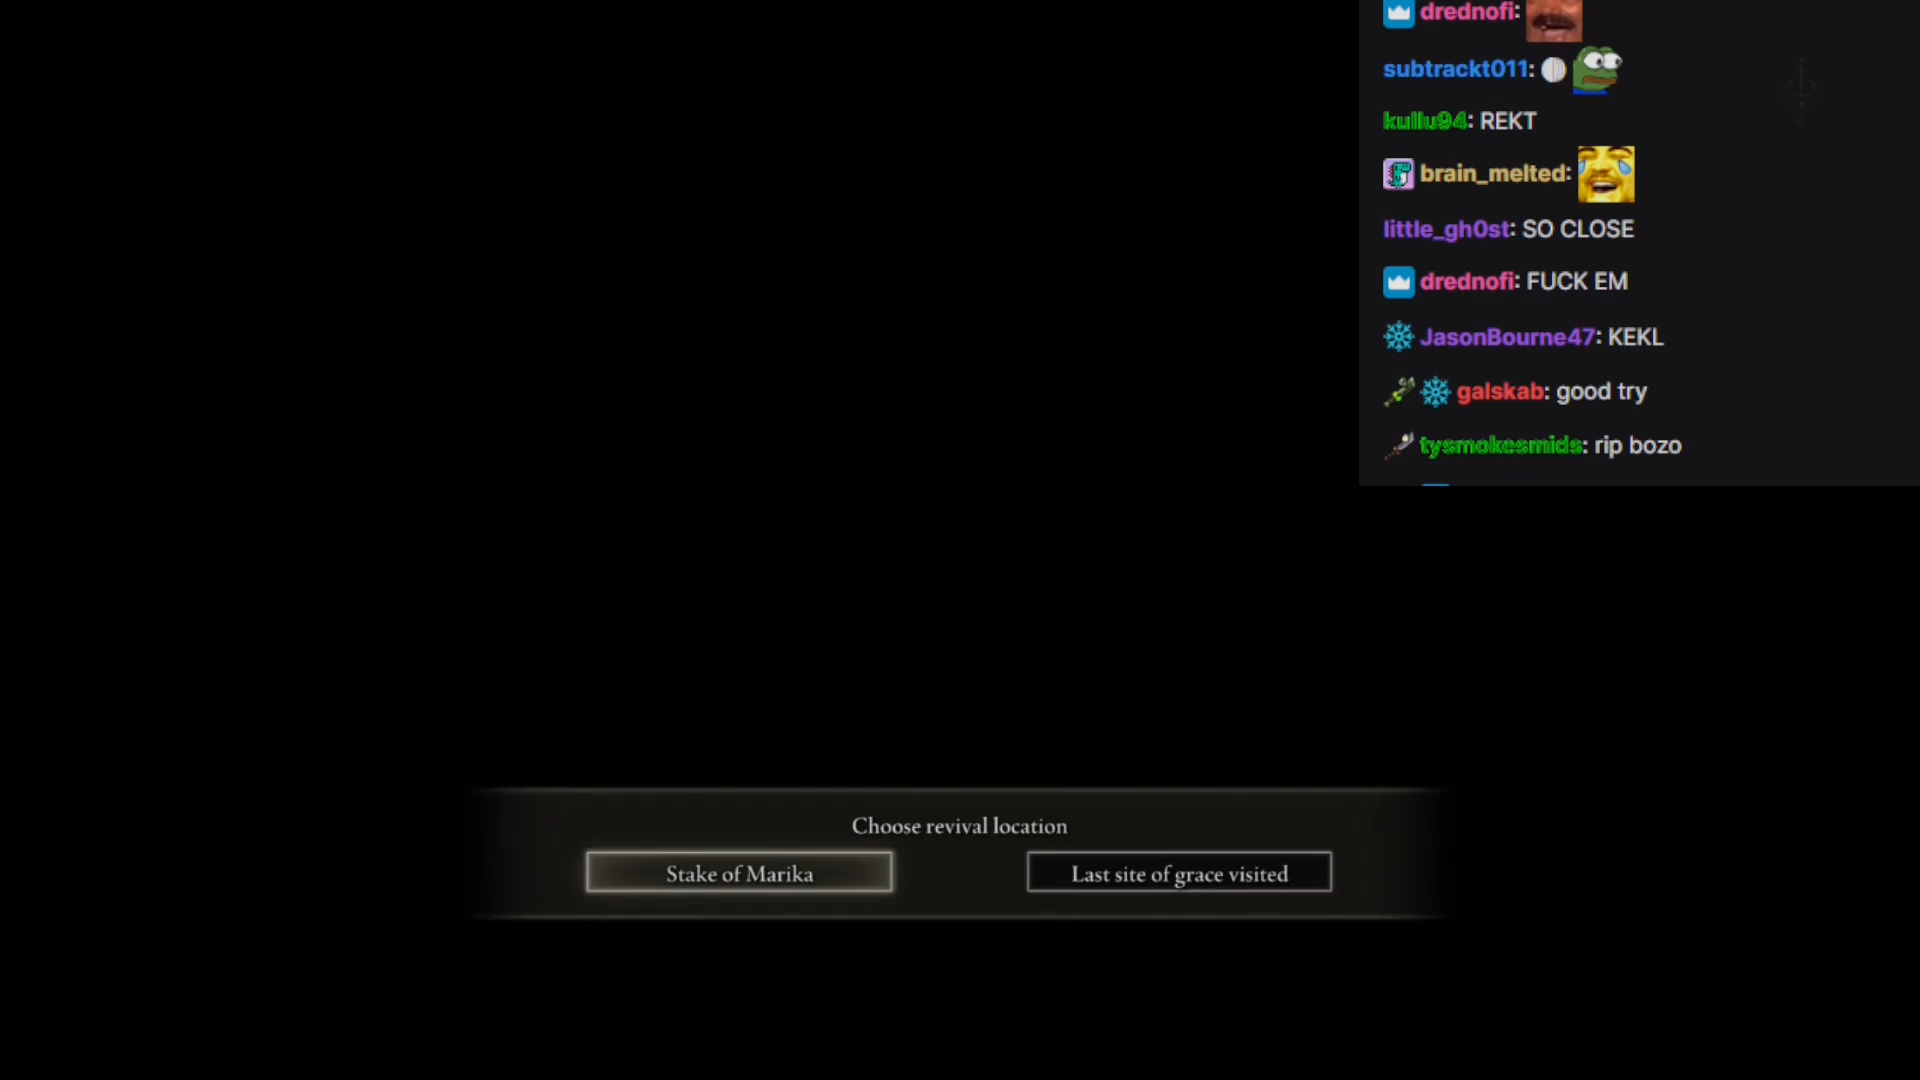 drednofi:
subtrackt011:
kullu94: REKT
brain_melted:
little_gh0st: SO CLOSE
drednofi: FUCK EM
JasonBourne47: KEKL
galskab: good try
tysmokesmids: rip bozo
Choose revival location
Stake of Marika
Last site of grace visited